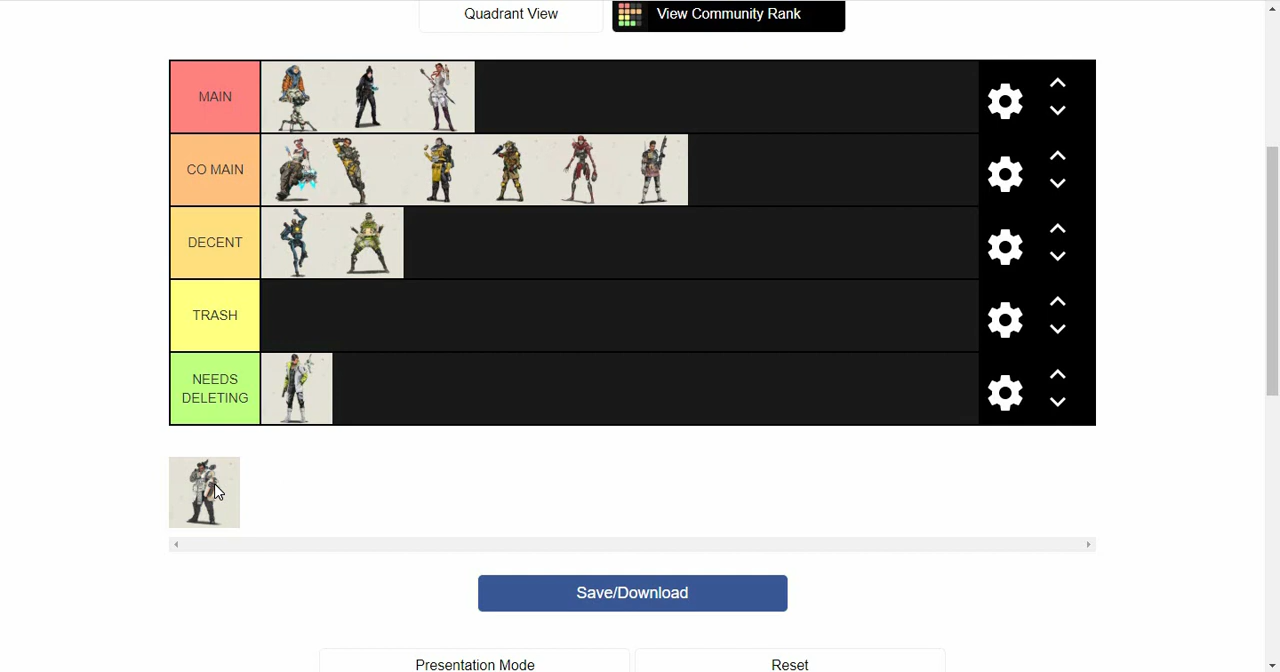 Quadrant View
View Community Rank
MAIN
CO MAIN
DECENT
TRASH
NEEDS
DELETING
Save/Download
Presentation Mode
Reset